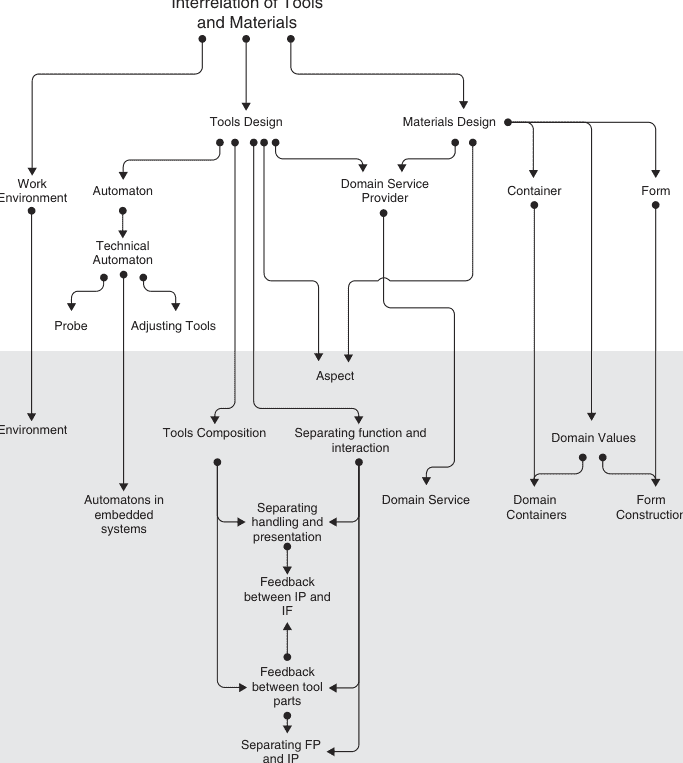 Interrelation of Tools
and Materials
Tools Design
Materials Design
Work
Environment
Automaton
Domain Service
Provider
Container
Form
Technical
Automaton
Probe
Adjusting Tools
Aspect
Environment
Tools Composition
Separating function and
interaction
Domain Values
Automatons in
embedded
systems
Separating
handling and
presentation
Domain Service
Domain
Containers
Form
Construction
Feedback
between IP and
IF
Feedback
between tool
parts
Separating FP
and IP